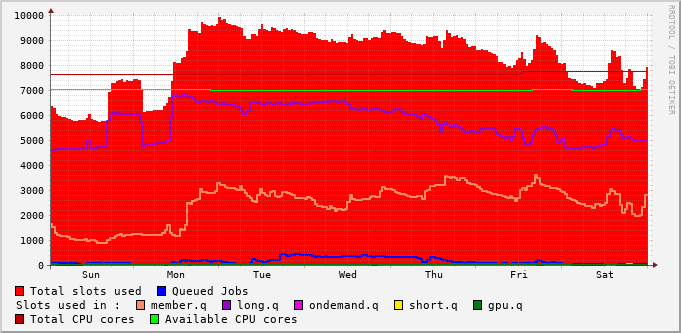 RRDTOOL / TOBI OETIKER
10000
9000
8000
7000
6000
5000
4000
3000
2000
1000
0
Sun Mon Tue Wed Thu Fri Sat
Total slots used Queued Jobs
Slots used in : member.q long.q ondemand.q short.q gpu.q
Total CPU cores Available CPU cores